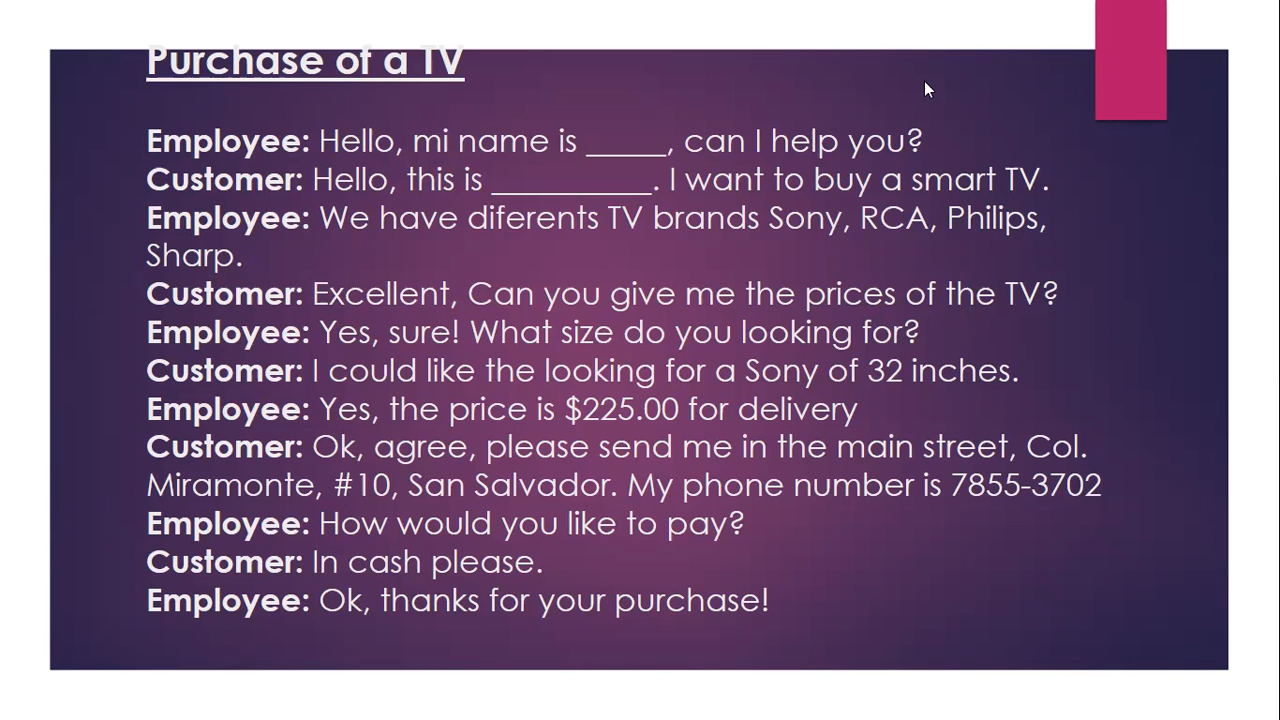 Purchase of a TV
Employee: Hello, mi name is _____, can I help you?
Customer: Hello, this is __________. I want to buy a smart TV.
Employee: We have diferents TV brands Sony, RCA, Philips,
Sharp.
Customer: Excellent, Can you give me the prices of the TV?
Employee: Yes, sure! What size do you looking for?
Customer: I could like the looking for a Sony of 32 inches.
Employee: Yes, the price is $225.00 for delivery
Customer: Ok, agree, please send me in the main street, Col.
Miramonte, #10, San Salvador. My phone number is 7855-3702
Employee: How would you like to pay?
Customer: In cash please.
Employee: Ok, thanks for your purchase!